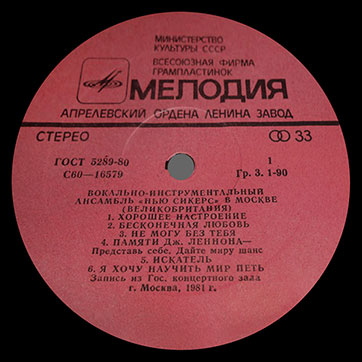 МИНИСТЕРСТВО
КУЛЬТУРЫ СССР
ВСЕСОЮЗНАЯ ФИРМА
ГРАМПЛАСТИНОК
МЕЛОДИЯ
АПРЕЛЕВСКИЙ ОРДЕНА ЛЕНИНА ЗАВОД
СТЕРЕО 33
ГОСТ 5289-80 1
С60—16579 Гр. 3. 1-90
ВОКАЛЬНО-ИНСТРУМЕНТАЛЬНЫЙ
АНСАМБЛЬ «НЬЮ СИКЕРС» В МОСКВЕ
(ВЕЛИКОБРИТАНИЯ)
1. ХОРОШЕЕ НАСТРОЕНИЕ
2. БЕСКОНЕЧНАЯ ЛЮБОВЬ
3. НЕ МОГУ БЕЗ ТЕБЯ
4. ПАМЯТИ Дж. ЛЕННОНА—
Представь себе, Дайте миру шанс
5. ИСКАТЕЛЬ
6. Я ХОЧУ НАУЧИТЬ МИР ПЕТЬ
Запись из Гос. концертного зала
г. Москва, 1981 г.